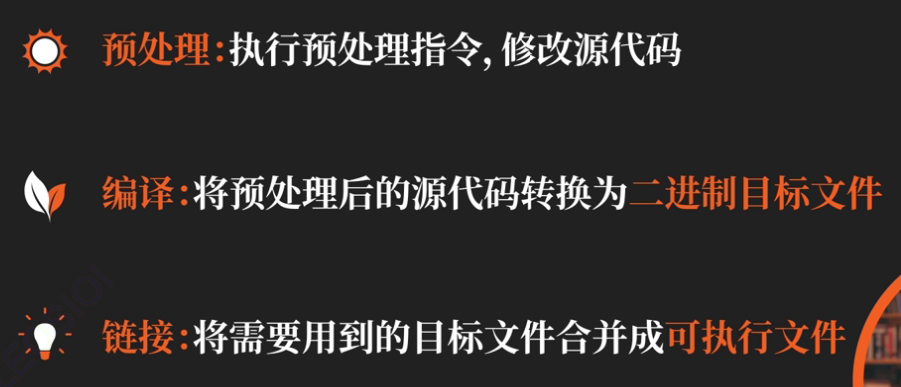 预处理:执行预处理指令, 修改源代码
编译:将预处理后的源代码转换为二进制目标文件
链接:将需要用到的目标文件合并成可执行文件